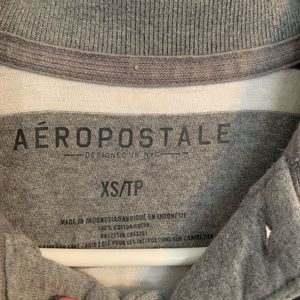 AÉROPOSTALE
DESIGNED IN NYC
XS/TP
MADE IN INDONESIA/FABRIQUÉ EN INDONÉSIE
100% COTTON/COTON